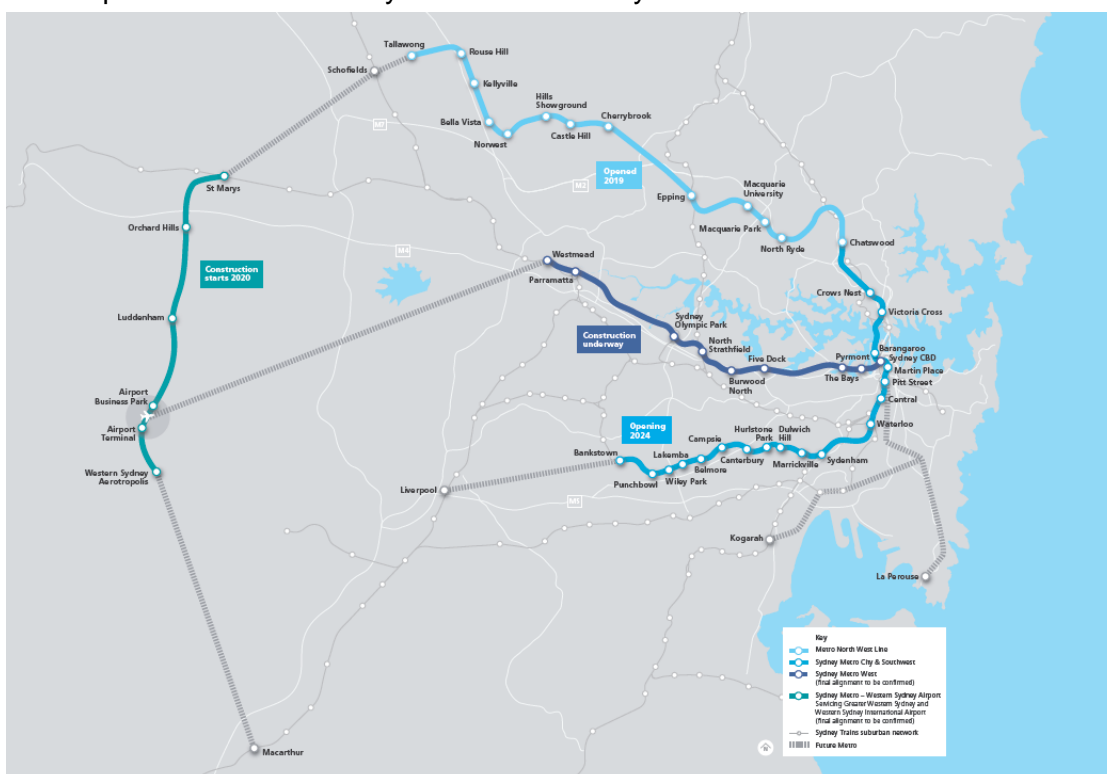 Tallawong
Rouse Hill
Schofields
Kellyville
Hills
Showground
Bella Vista
Cherrybrook
M7
Norwest
Castle Hill
Opened
2019
St Marys
M2
Macquarie
University
Epping
Orchard Hills
Macquarie Park
North Ryde
Chatswood
M4
Westmead
Construction
starts 2020
Parramatta
Crows Nest
Luddenham
Sydney
Olympic Park
Victoria Cross
Construction
underway
North
Strathfield
Five Dock
Pyrmont
Barangaroo
Sydney CBD
Martin Place
The Bays
Burwood
North
Pitt Street
Airport
Business Park
Central
Airport
Terminal
Opening
2024
Hurlstone
Park
Dulwich
Hill
Waterloo
Campsie
Bankstown
Lakemba
Canterbury
Marrickville
Sydenham
Belmore
Western Sydney
Aerotropolis
Punchbowl
Wiley Park
Liverpool
M5
Kogarah
La Perouse
Macarthur
Key
Metro North West Line
Sydney Metro City & Southwest
Sydney Metro West
(final alignment to be confirmed)
Sydney Metro – Western Sydney Airport
Servicing Greater Western Sydney and
Western Sydney International Airport
(final alignment to be confirmed)
Sydney Trains suburban network
Future Metro